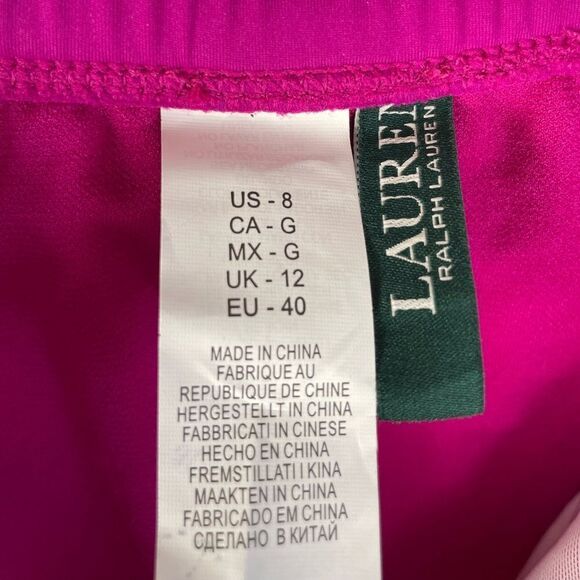 US - 8
CA - G
MX - G
UK - 12
EU - 40
MADE IN CHINA
FABRIQUE AU
REPUBLIQUE DE CHINE
HERGESTELLT IN CHINA
FABBRICATI IN CINESE
HECHO EN CHINA
FREMSTILLATI I KINA
MAAKTEN IN CHINA
FABRICADO EM CHINA
СДЕЛАНО В КИТАЙ
LAUREN
RALPH LAUREN